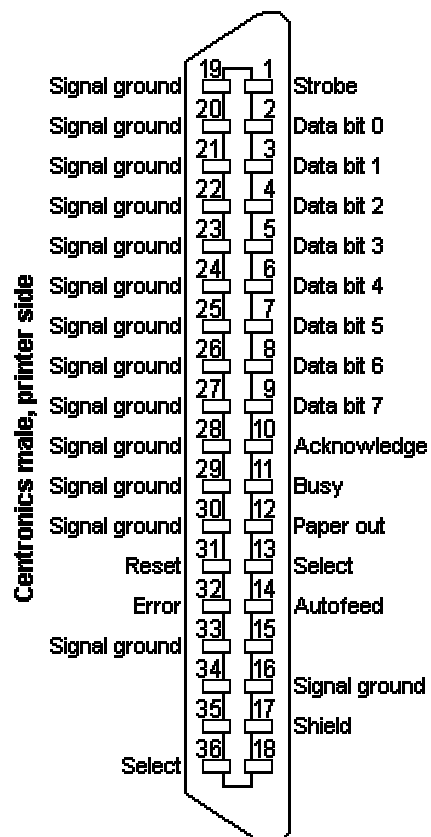 Centronics male, printer side
Signal ground 19 1 Strobe
Signal ground 20 2 Data bit 0
Signal ground 21 3 Data bit 1
Signal ground 22 4 Data bit 2
Signal ground 23 5 Data bit 3
Signal ground 24 6 Data bit 4
Signal ground 25 7 Data bit 5
Signal ground 26 8 Data bit 6
Signal ground 27 9 Data bit 7
Signal ground 28 10 Acknowledge
Signal ground 29 11 Busy
Signal ground 30 12 Paper out
Reset 31 13 Select
Error 32 14 Autofeed
Signal ground 33 15
34 16 Signal ground
35 17 Shield
Select 36 18